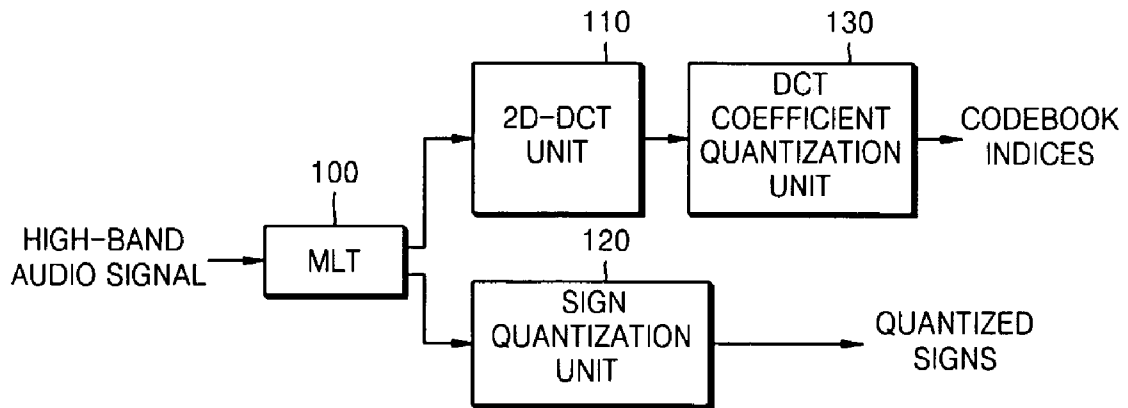 110
130
2D-DCT
UNIT
DCT
COEFFICIENT
QUANTIZATION
UNIT
CODEBOOK
INDICES
100
HIGH-BAND
AUDIO SIGNAL
MLT
120
SIGN
QUANTIZATION
UNIT
QUANTIZED
SIGNS